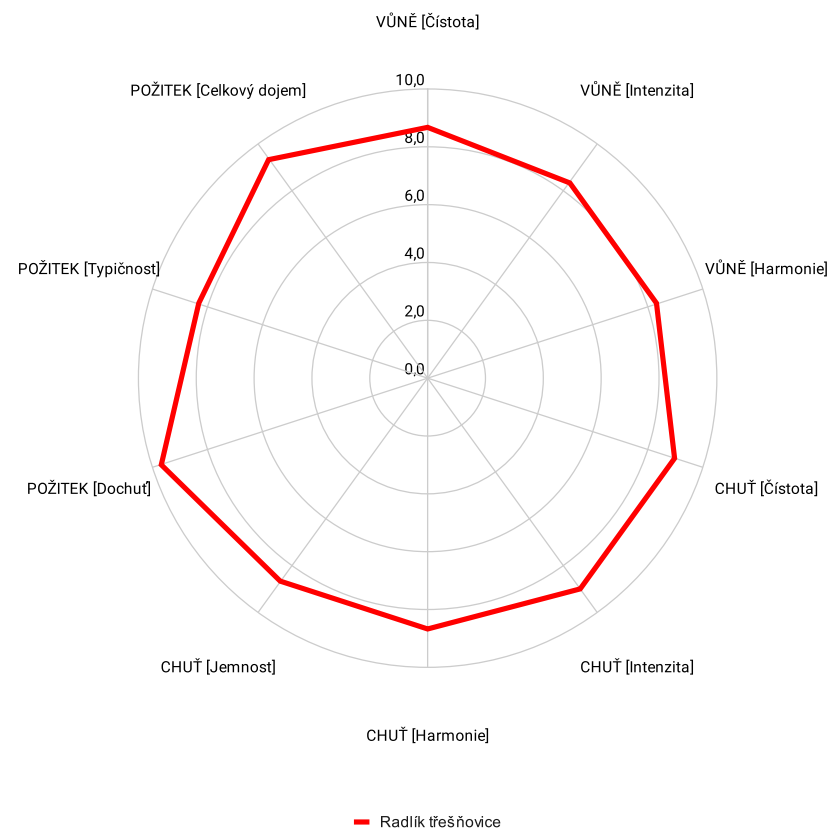 VŮNĚ [Čístota]
POŽITEK [Celkový dojem]
VŮNĚ [Intenzita]
10,0
8,0
6,0
4,0
2,0
0,0
POŽITEK [Typičnost]
VŮNĚ [Harmonie]
POŽITEK [Dochuť]
CHUŤ [Čístota]
CHUŤ [Jemnost]
CHUŤ [Intenzita]
CHUŤ [Harmonie]
Radlík třešňovice